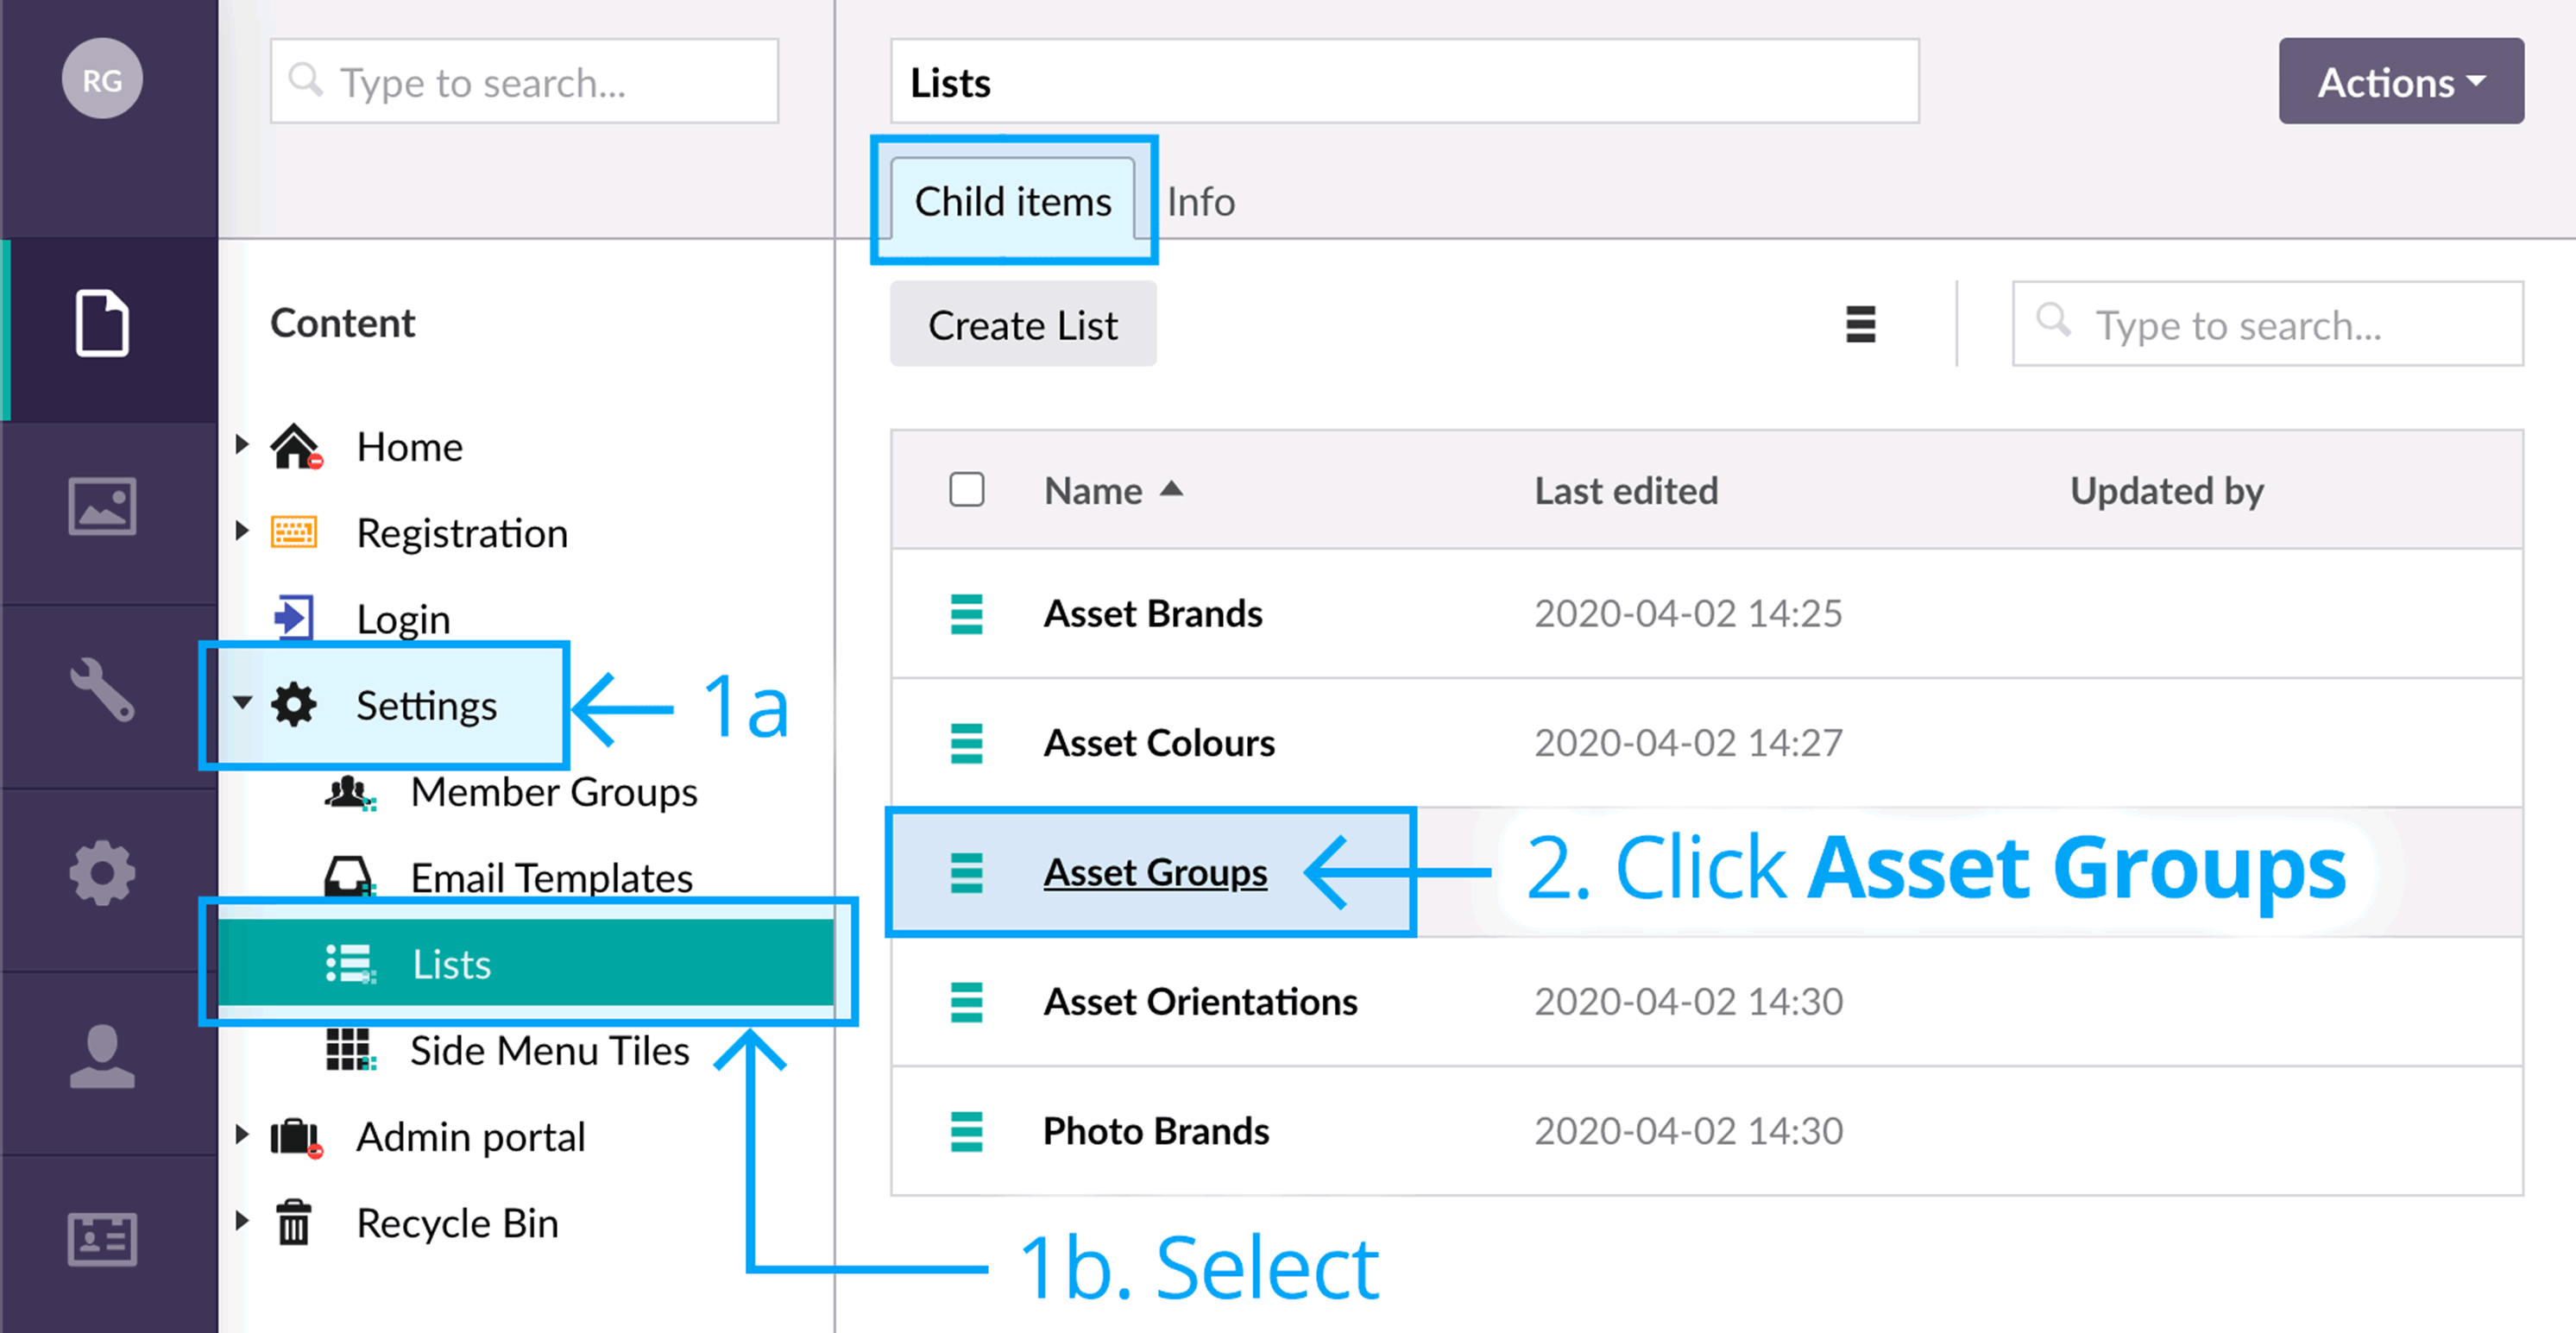 RG
Type to search...
Lists
Actions
Child items
Info
Content
Create List
Type to search...
Home
Registration
Login
Settings
1a
Member Groups
Email Templates
Lists
Side Menu Tiles
Admin portal
Recycle Bin
Name
Last edited
Updated by
Asset Brands
2020-04-02 14:25
Asset Colours
2020-04-02 14:27
Asset Groups
2. Click Asset Groups
Asset Orientations
2020-04-02 14:30
Photo Brands
2020-04-02 14:30
1b. Select